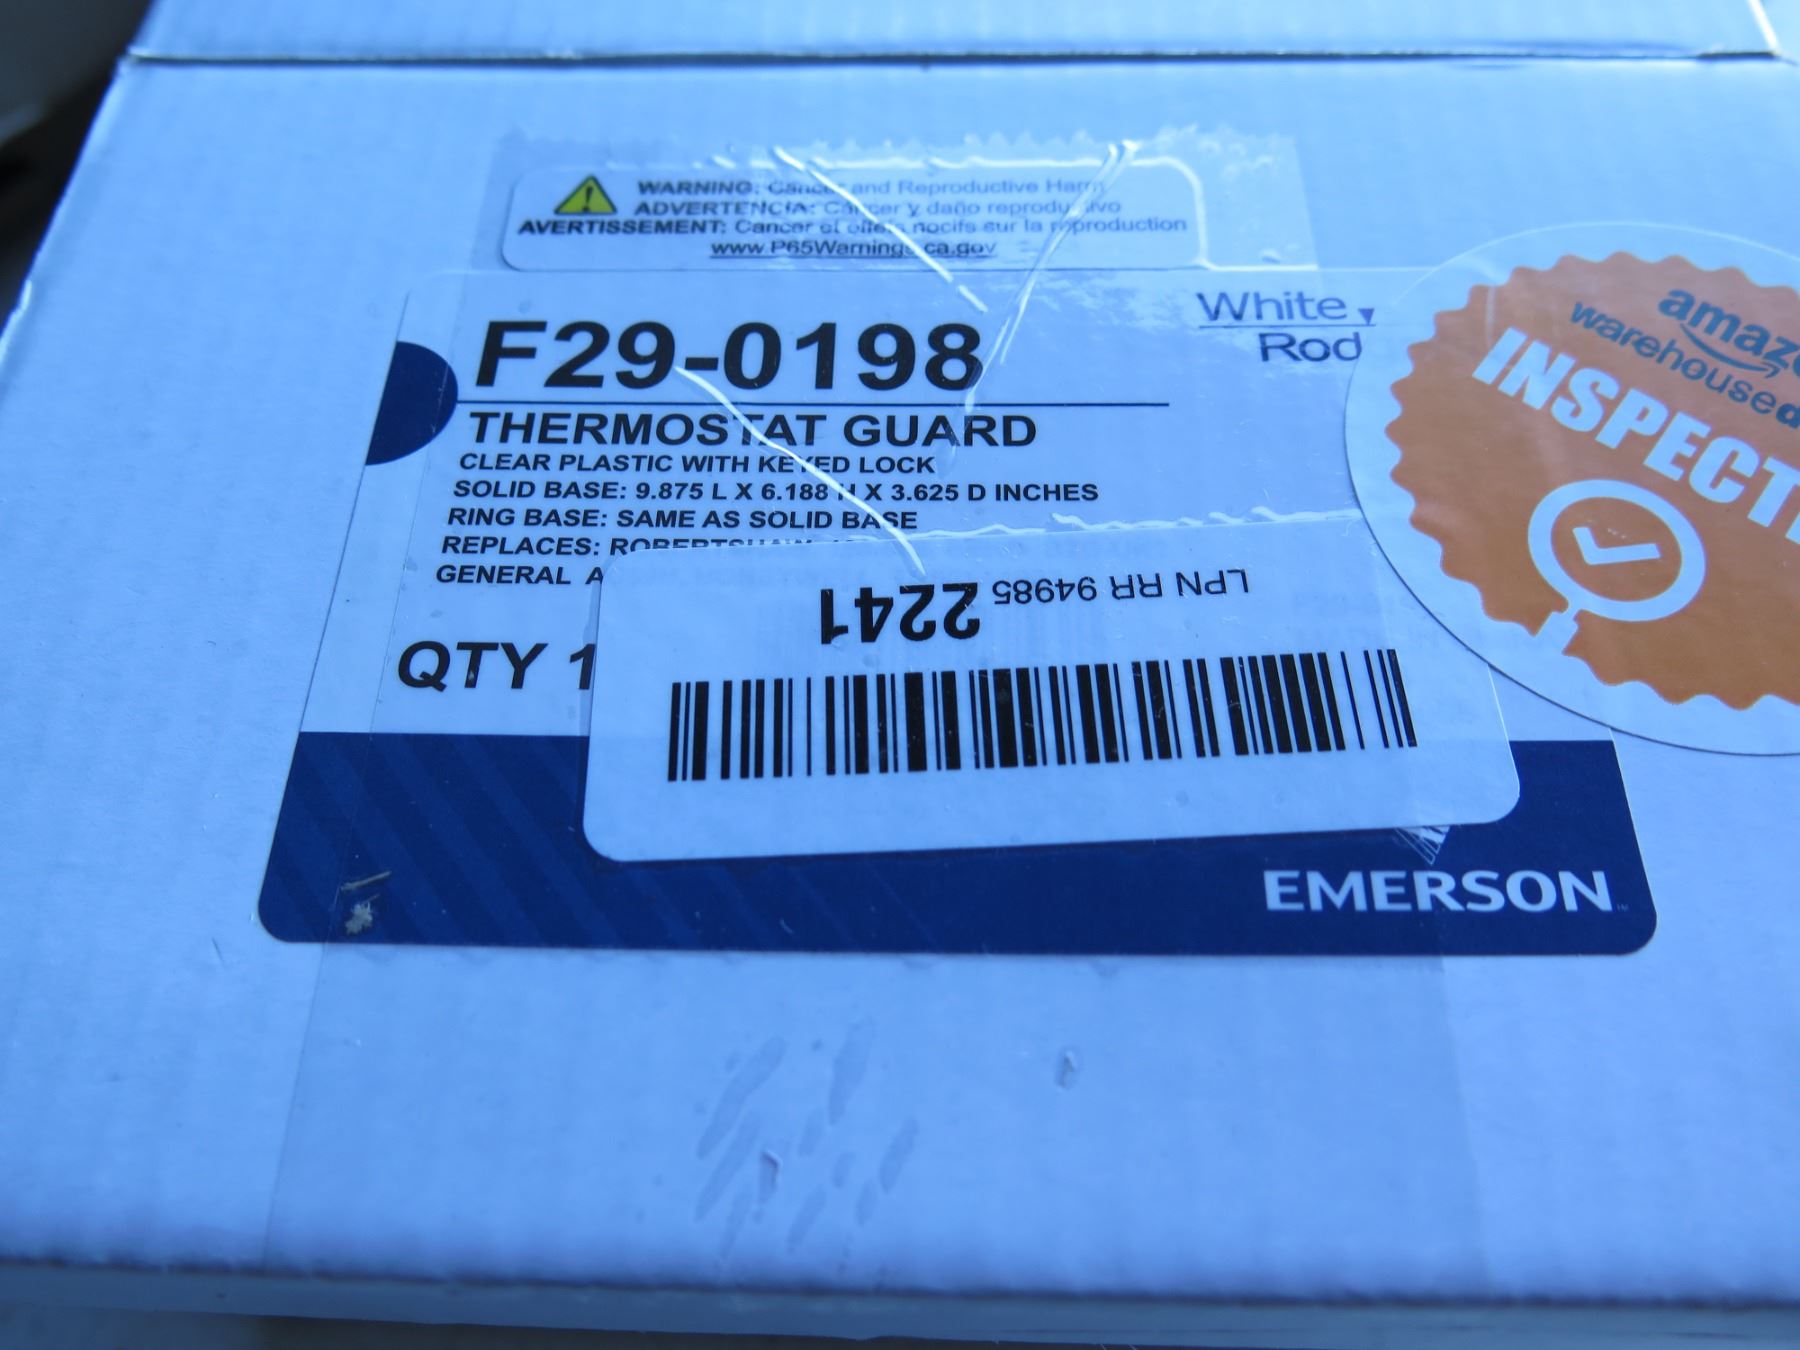 WARNING: Cancer and Reproductive Harm
ADVERTENCIA: Cáncer y daño reproductivo
AVERTISSEMENT: Cancer et effets nocifs sur la reproduction
www.P65Warnings.ca.gov
White
Rod
F29-0198
THERMOSTAT GUARD
CLEAR PLASTIC WITH KEYED LOCK
SOLID BASE: 9.875 L X 6.188 H X 3.625 D INCHES
RING BASE: SAME AS SOLID BASE
REPLACES: ROBERTSHAW
GENERAL
QTY 1
LPN RR 94985 2241
amazo
warehoused
INSPECT
EMERSON